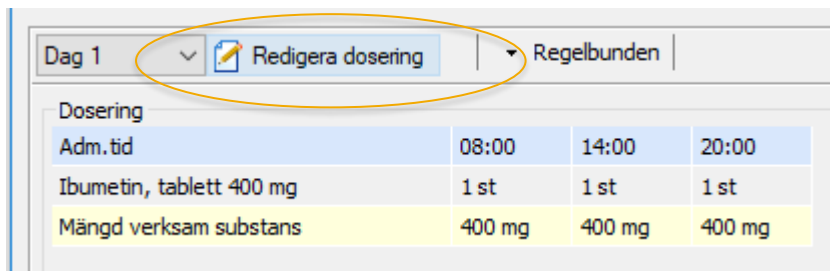 Dag 1 Redigera dosering Regelbunden
Dosering
Adm.tid 08:00 14:00 20:00
Ibumetin, tablett 400 mg 1 st 1 st 1 st
Mängd verksam substans 400 mg 400 mg 400 mg